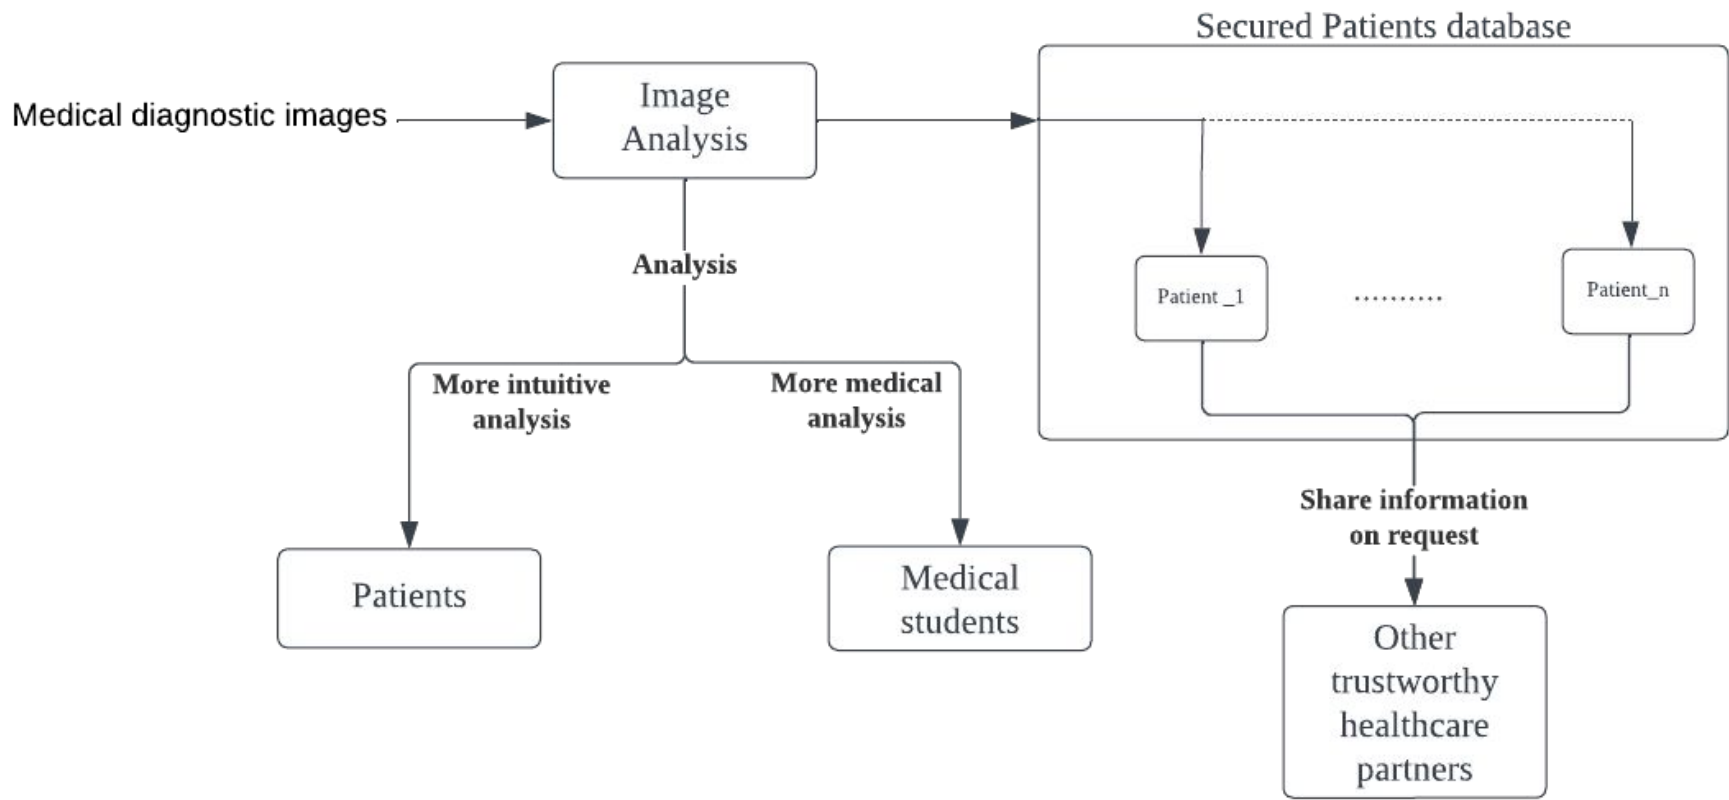 Secured Patients database
Medical diagnostic images
Image
Analysis
Analysis
More intuitive
analysis
More medical
analysis
Patient _1
..........
Patient_n
Share information
on request
Patients
Medical
students
Other
trustworthy
healthcare
partners